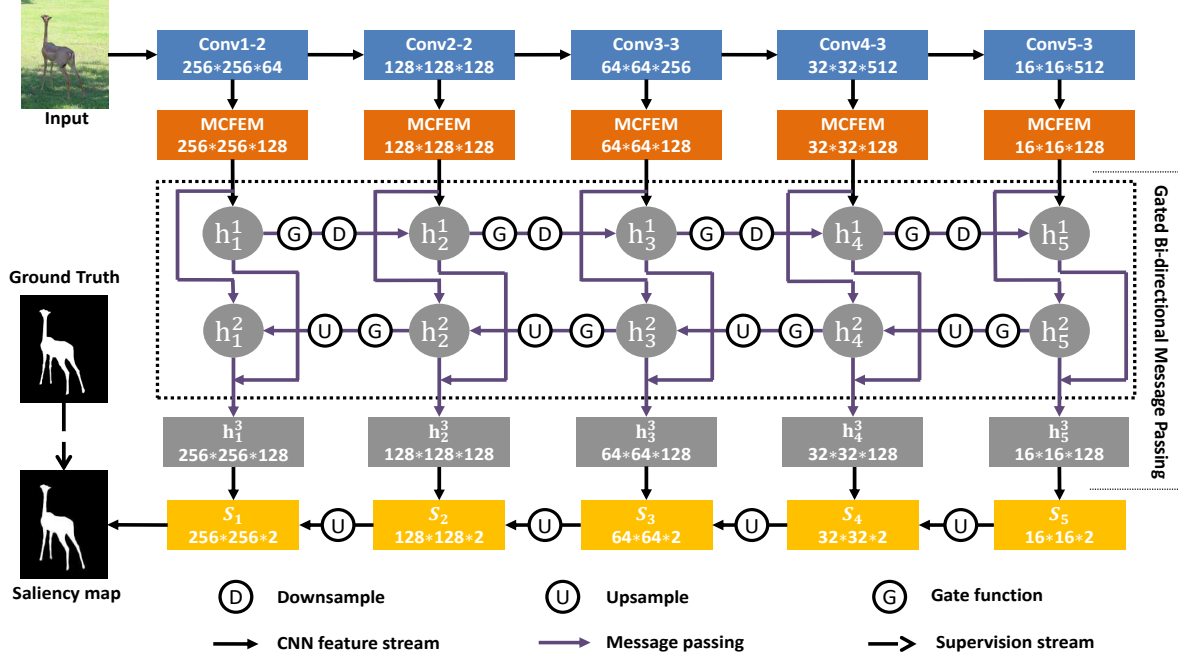 Conv1-2
256*256*64
Conv2-2
128*128*128
Conv3-3
64*64*256
Conv4-3
32*32*512
Conv5-3
16*16*512
Input
MCFEM
256*256*128
MCFEM
128*128*128
MCFEM
64*64*128
MCFEM
32*32*128
MCFEM
16*16*128
Gated Bi-directional Message Passing
h₁¹
G
D
h₂¹
G
D
h₃¹
G
D
h₄¹
G
D
h₅¹
Ground Truth
h₁²
U
G
h₂²
U
G
h₃²
U
G
h₄²
U
G
h₅²
h₁³
256*256*128
h₂³
128*128*128
h₃³
64*64*128
h₄³
32*32*128
h₅³
16*16*128
S₁
256*256*2
U
S₂
128*128*2
U
S₃
64*64*2
U
S₄
32*32*2
U
S₅
16*16*2
Saliency map
D Downsample
U Upsample
G Gate function
CNN feature stream
Message passing
Supervision stream